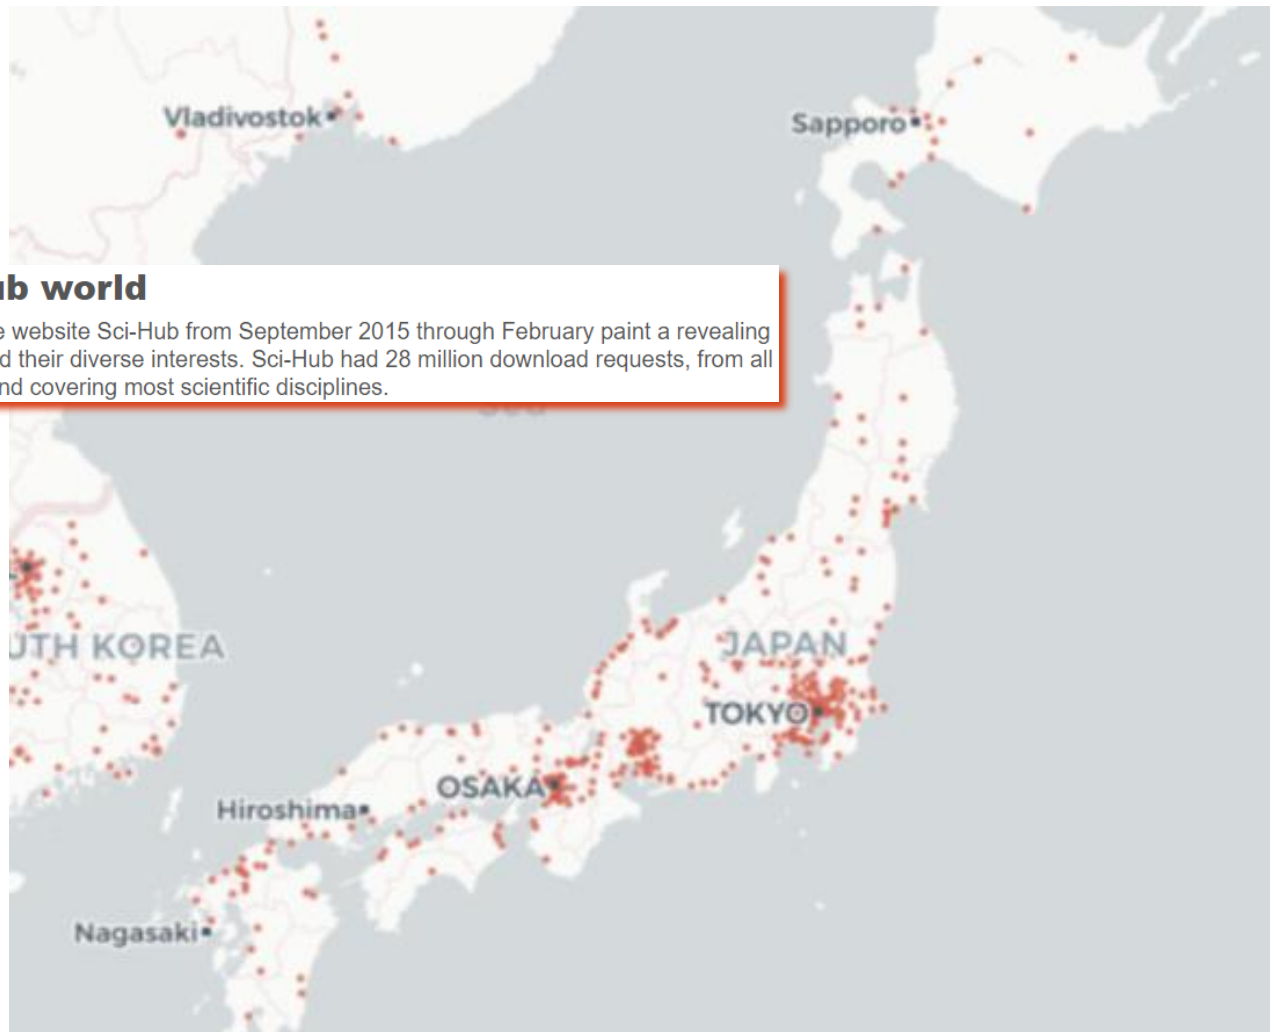 Vladivostok
Sapporo
ub world
e website Sci-Hub from September 2015 through February paint a revealing
d their diverse interests. Sci-Hub had 28 million download requests, from all
nd covering most scientific disciplines.
UTH KOREA
JAPAN
TOKYO
OSAKA
Hiroshima
Nagasaki